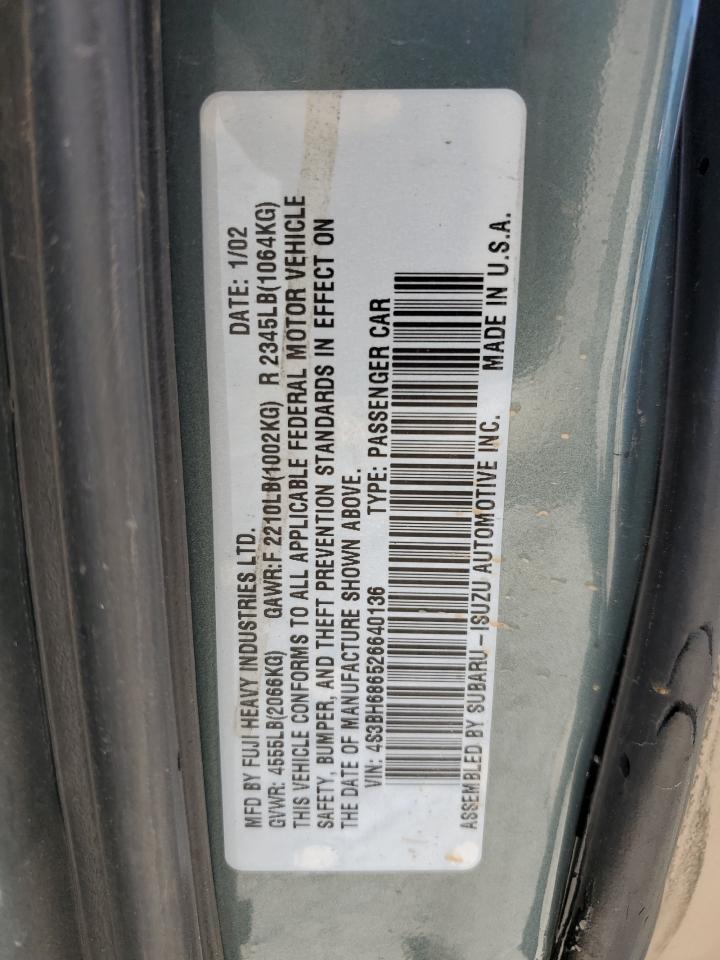 MFD BY FUJI HEAVY INDUSTRIES LTD. DATE: 1/02
GVWR: 4555LB(2066KG) GAWR:F 2210LB(1002KG) R 2345LB(1064KG)
THIS VEHICLE CONFORMS TO ALL APPLICABLE FEDERAL MOTOR VEHICLE
SAFETY, BUMPER, AND THEFT PREVENTION STANDARDS IN EFFECT ON
THE DATE OF MANUFACTURE SHOWN ABOVE.
VIN: 4S3BH686526640136 TYPE: PASSENGER CAR
ASSEMBLED BY SUBARU-ISUZU AUTOMOTIVE INC. MADE IN U.S.A.